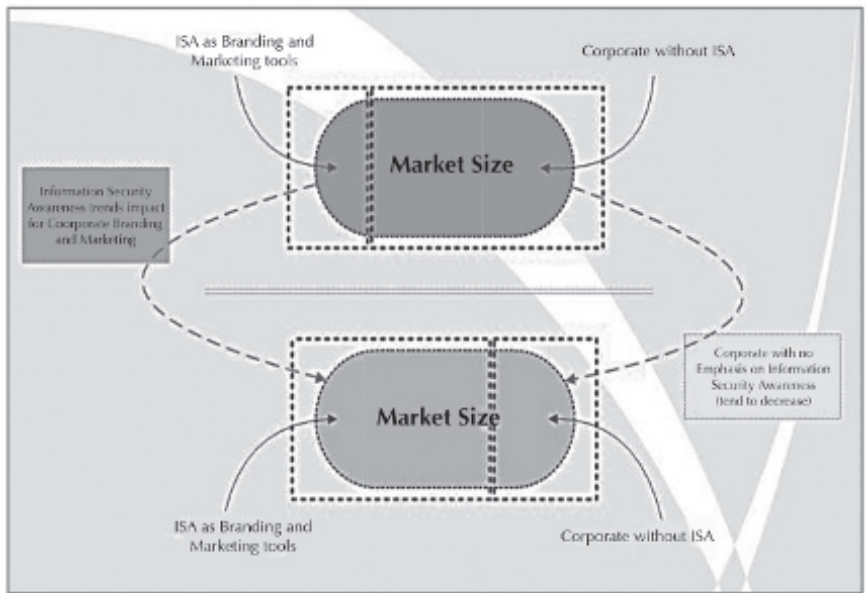 ISA as Branding and
Marketing tools
Corporate without ISA
Market Size
Information Security
Awareness trends impact
for Coorporate Branding
and Marketing
Corporate with no
Emphasis on Information
Security Awareness
(tend to decrease)
Market Size
ISA as Branding and
Marketing tools
Corporate without ISA